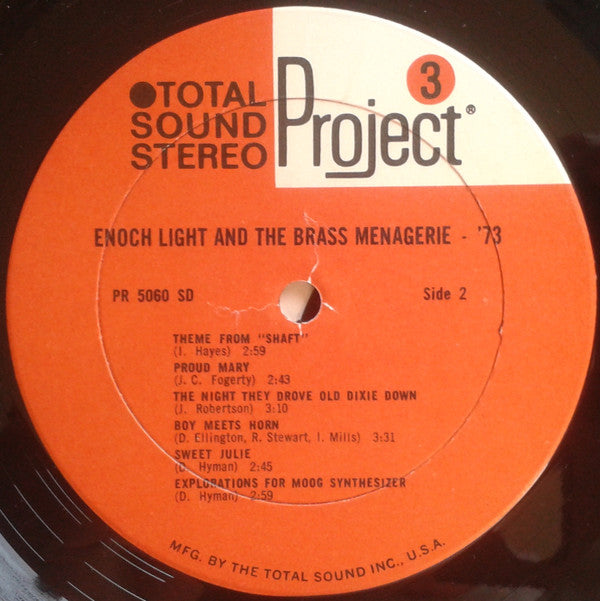 TOTAL
SOUND
STEREO
Project®
3
ENOCH LIGHT AND THE BRASS MENAGERIE - '73
PR 5060 SD
Side 2
THEME FROM "SHAFT"
(I. Hayes) 2:59
PROUD MARY
(J. C. Fogerty) 2:43
THE NIGHT THEY DROVE OLD DIXIE DOWN
(J. Robertson) 3:10
BOY MEETS HORN
(D. Ellington, R. Stewart, I. Mills) 3:31
SWEET JULIE
(D. Hyman) 2:45
EXPLORATIONS FOR MOOG SYNTHESIZER
(D. Hyman) 2:59
MFG. BY THE TOTAL SOUND INC., U.S.A.